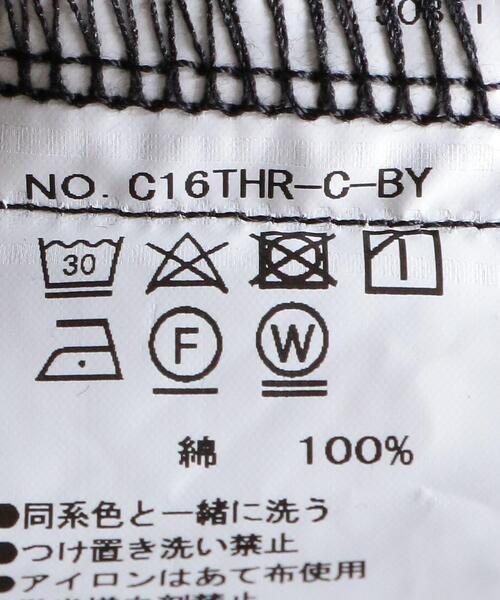 NO. C16THR-C-BY
30
F W
綿 100%
●同系色と一緒に洗う
●つけ置き洗い禁止
●アイロンはあて布使用